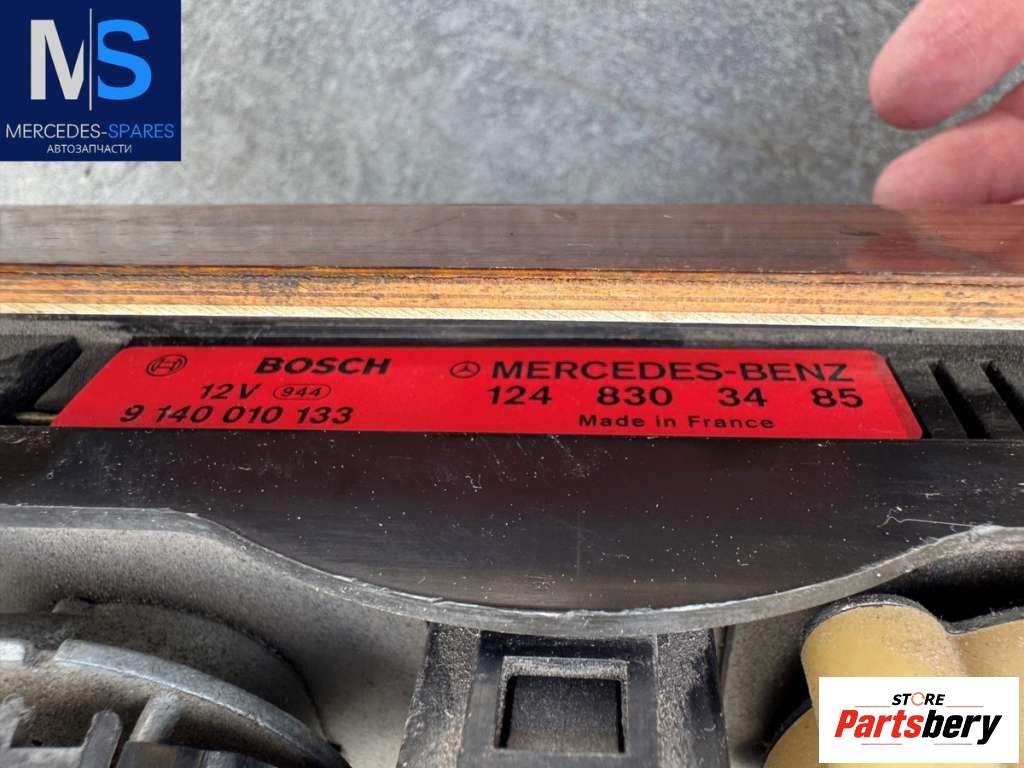 MS
MERCEDES-SPARES
АВТОЗАПЧАСТИ
BOSCH
12V 944
9 140 010 133
MERCEDES-BENZ
124 830 34 85
Made in France
STORE
Partsbery